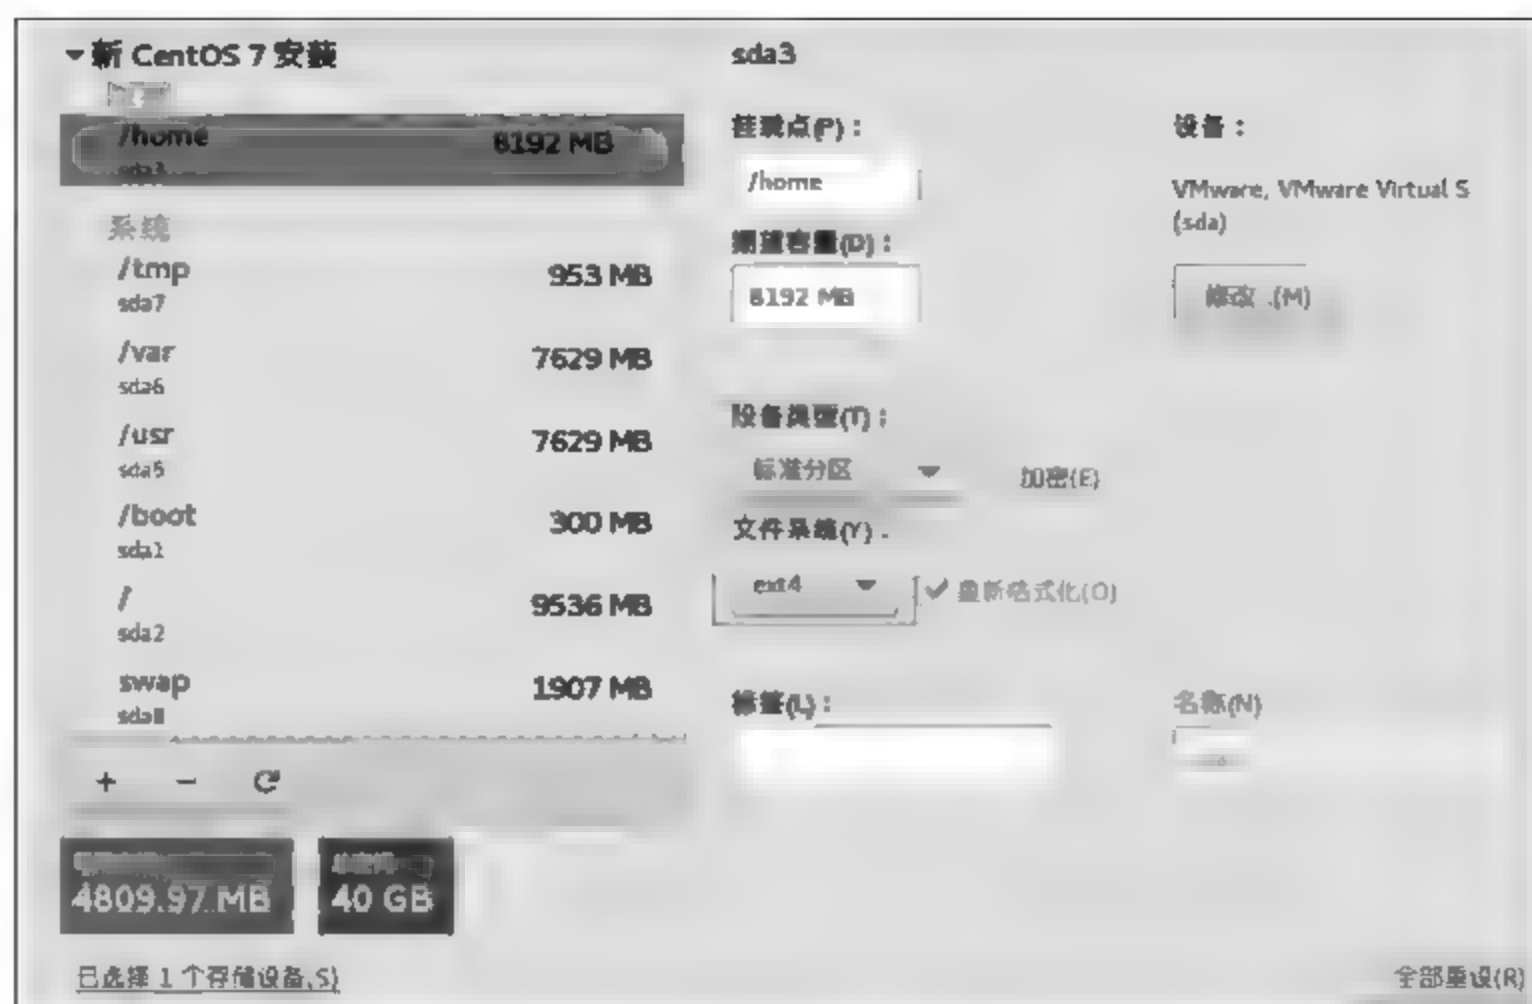 新 CentOS 7 安装
/home
8192 MB
sda3
系统
/tmp
953 MB
sda7
/var
7629 MB
sda6
/usr
7629 MB
sda5
/boot
300 MB
sda1
/
9536 MB
sda2
swap
1907 MB
sda8
+ − 
4809.97 MB
40 GB
已选择 1 个存储设备(S)
sda3
挂载点(P)：
/home
期望容量(D)：
8192 MB
设备类型(T)：
标准分区
加密(E)
文件系统(Y)：
ext4
重新格式化(O)
标签(L)：
设备：
VMware, VMware Virtual S
(sda)
修改 .(M)
名称(N)
全部重设(R)